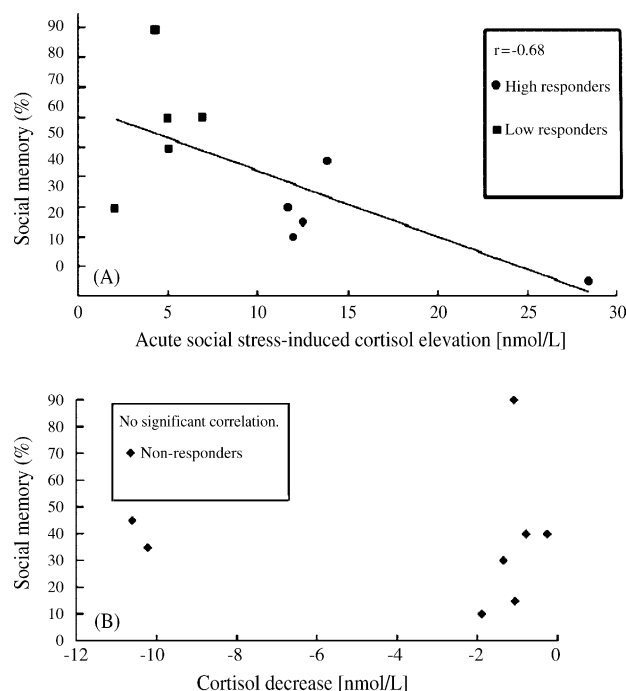 90
80
70
60
50
40
30
20
10
0
Social memory (%)
r=-0.68
High responders
Low responders
(A)
0 5 10 15 20 25 30
Acute social stress-induced cortisol elevation [nmol/L]
90
80
70
60
50
40
30
20
10
0
Social memory (%)
No significant correlation.
Non-responders
(B)
-12 -10 -8 -6 -4 -2 0
Cortisol decrease [nmol/L]